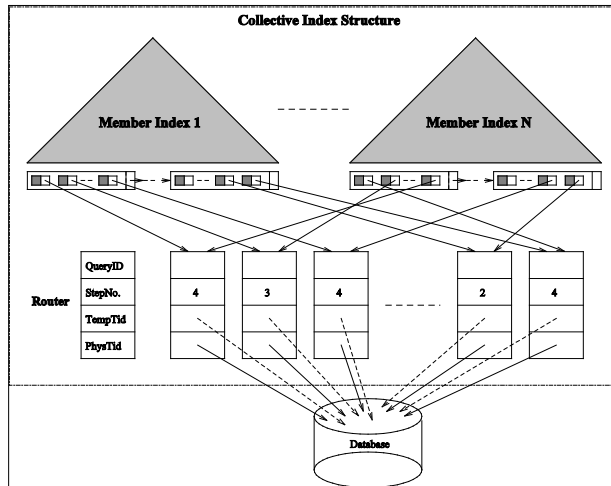 Collective Index Structure
Member Index 1
Member Index N
QueryID
Router
StepNo.
4
3
4
2
4
TempTid
PhysTid
Database